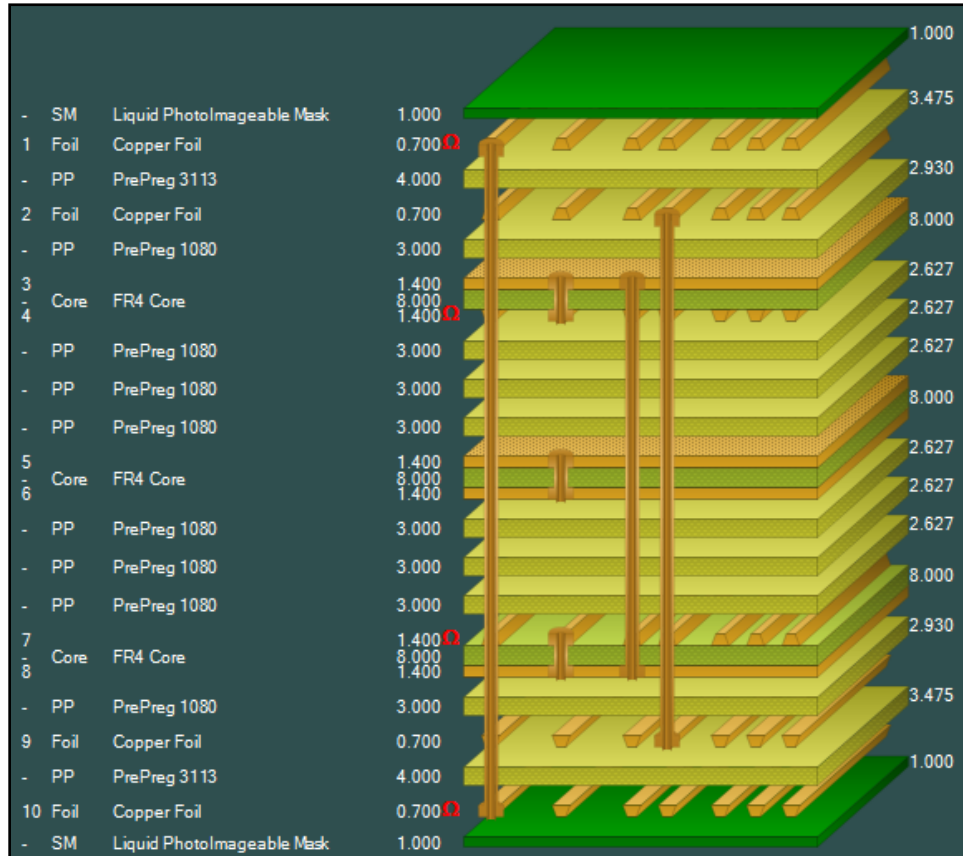 1.000
- SM Liquid PhotoImageable Mask 1.000 3.475
1 Foil Copper Foil 0.700 Ω
- PP PrePreg 3113 4.000 2.930
2 Foil Copper Foil 0.700 8.000
- PP PrePreg 1080 3.000
3 1.400 2.627
- Core FR4 Core 8.000 2.627
4 1.400 Ω
- PP PrePreg 1080 3.000 2.627
- PP PrePreg 1080 3.000 8.000
- PP PrePreg 1080 3.000
5 1.400 2.627
- Core FR4 Core 8.000 2.627
6 1.400
- PP PrePreg 1080 3.000 2.627
- PP PrePreg 1080 3.000 8.000
- PP PrePreg 1080 3.000
7 1.400 Ω 2.930
- Core FR4 Core 8.000
8 1.400
- PP PrePreg 1080 3.000 3.475
9 Foil Copper Foil 0.700
- PP PrePreg 3113 4.000 1.000
10 Foil Copper Foil 0.700 Ω
- SM Liquid PhotoImageable Mask 1.000